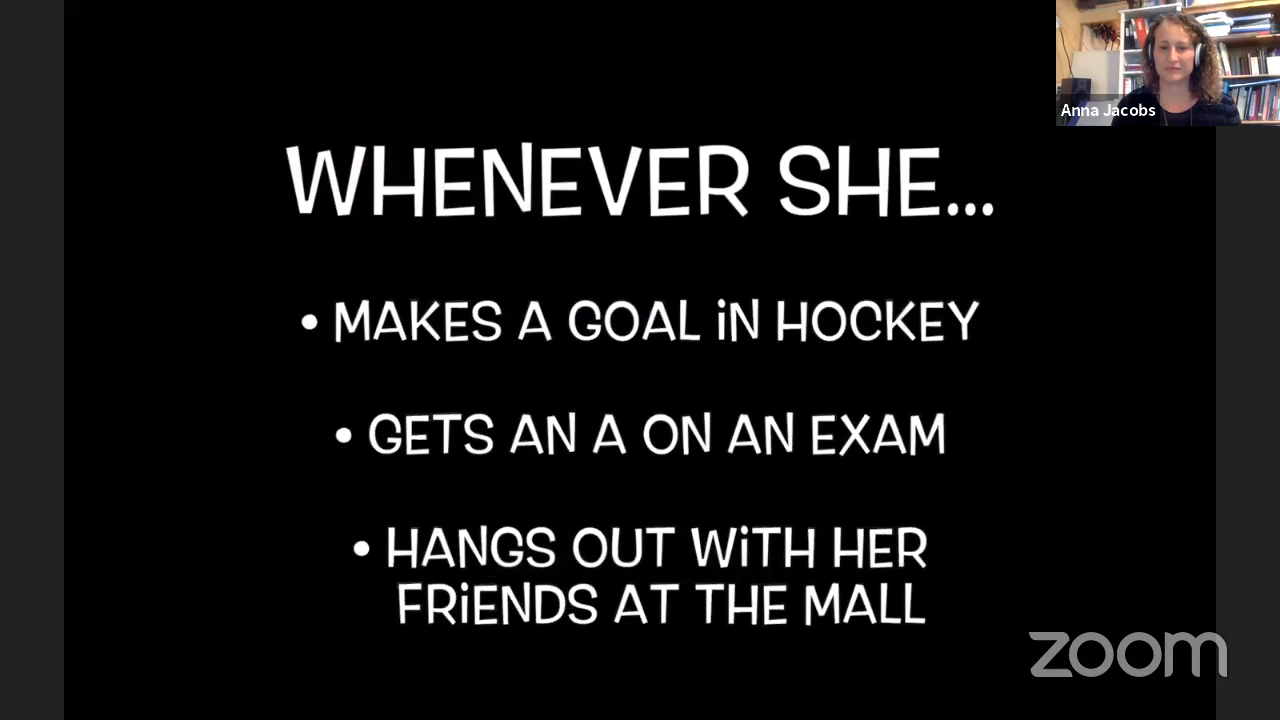 Anna Jacobs
WHENEVER SHE...
• MAKES A GOAL iN HOCKEY
• GETS AN A ON AN EXAM
• HANGS OUT WiTH HER
FRiENDS AT THE MALL
zoom